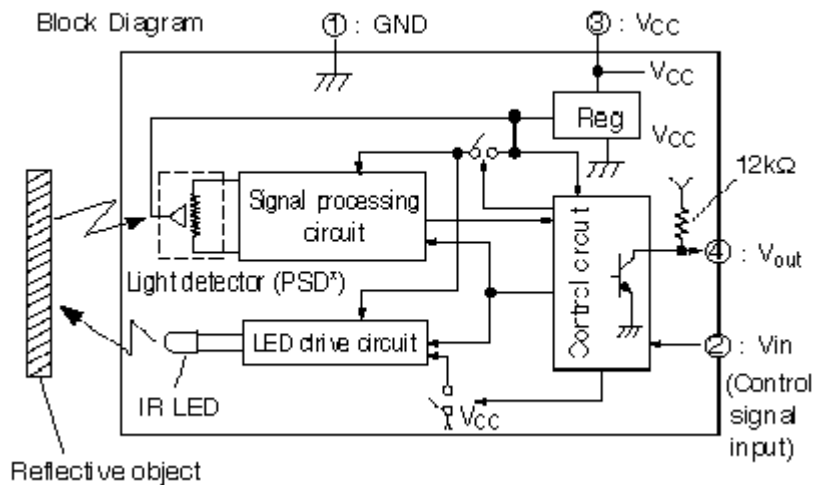 Block Diagram
① : GND
③ : VCC
VCC
Reg
VCC
12kΩ
Signal processing circuit
Control circuit
④ : Vout
Light detector (PSD*)
LED drive circuit
② : Vin
(Control signal input)
IR LED
VCC
Reflective object